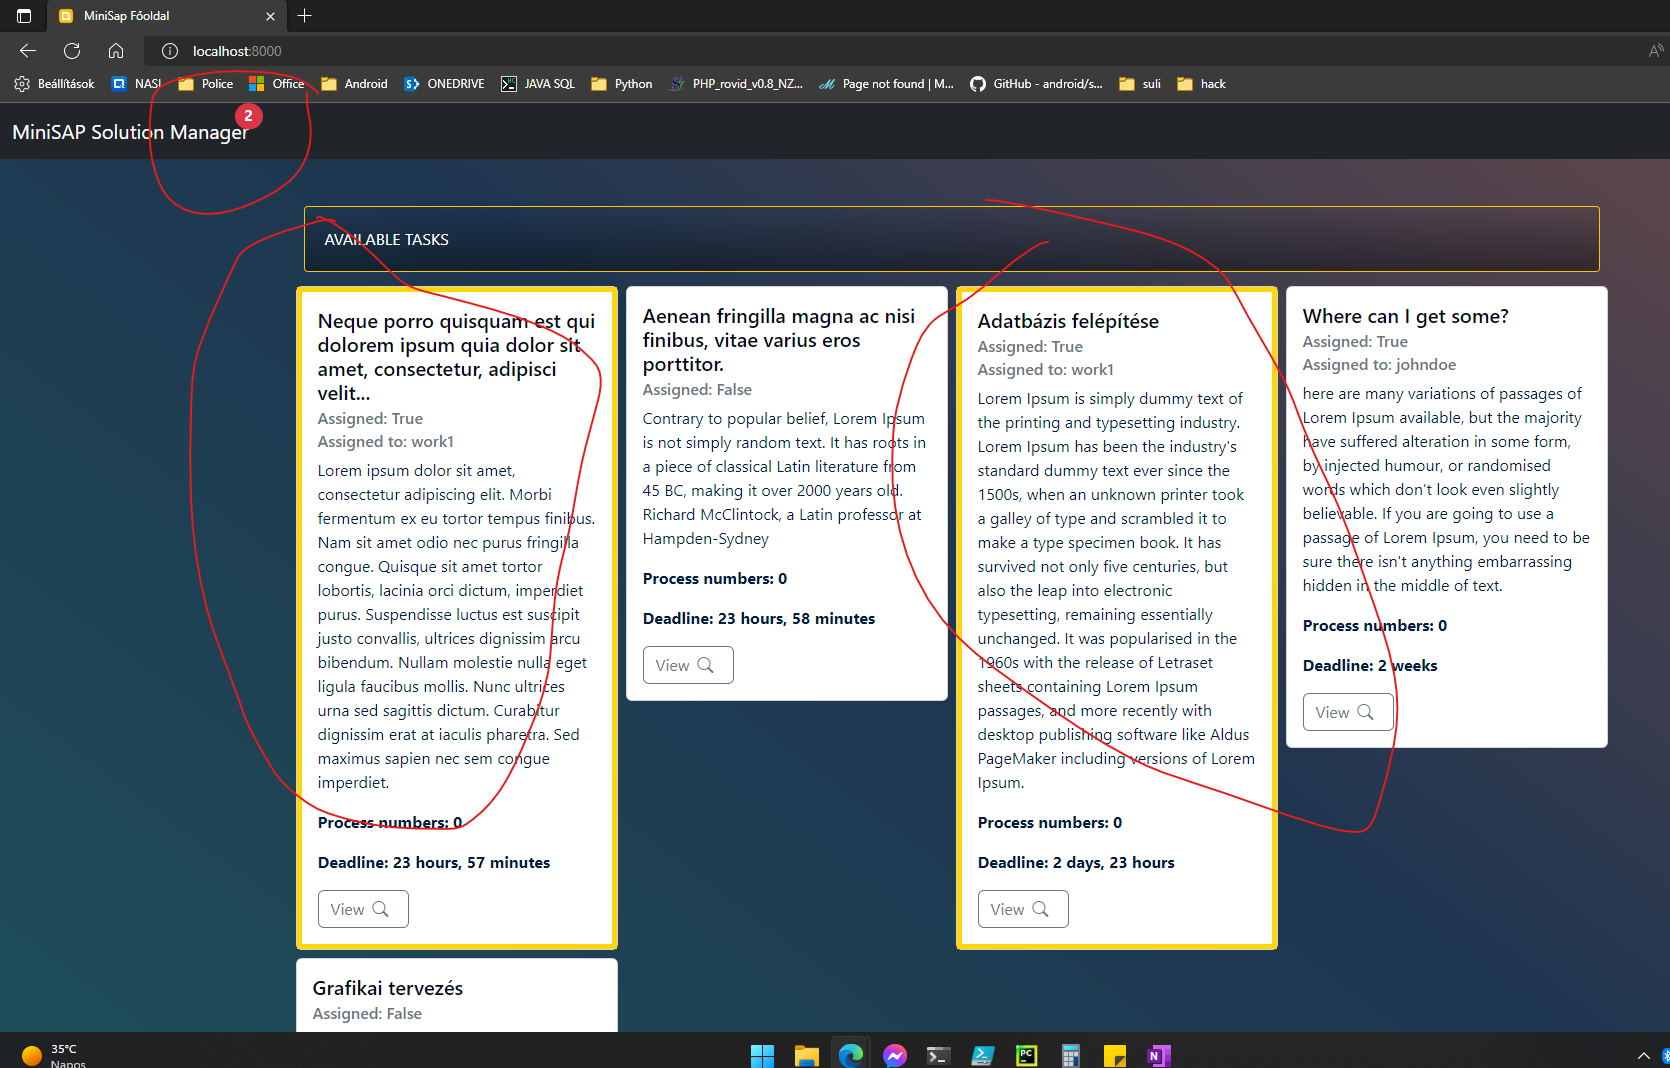 MiniSap Főoldal
localhost:8000
Beállítások NASI Police Office Android ONEDRIVE JAVA SQL Python PHP_rovid_v0.8_NZ... Page not found | M... GitHub - android/s... suli hack
MiniSAP Solution Manager 2
AVAILABLE TASKS
Neque porro quisquam est qui
dolorem ipsum quia dolor sit
amet, consectetur, adipisci
velit...
Assigned: True
Assigned to: work1
Lorem ipsum dolor sit amet,
consectetur adipiscing elit. Morbi
fermentum ex eu tortor tempus finibus.
Nam sit amet odio nec purus fringilla
congue. Quisque sit amet tortor
lobortis, lacinia orci dictum, imperdiet
purus. Suspendisse luctus est suscipit
justo convallis, ultrices dignissim arcu
bibendum. Nullam molestie nulla eget
ligula faucibus mollis. Nunc ultrices
urna sed sagittis dictum. Curabitur
dignissim erat at iaculis pharetra. Sed
maximus sapien nec sem congue
imperdiet.
Process numbers: 0
Deadline: 23 hours, 57 minutes
View
Aenean fringilla magna ac nisi
finibus, vitae varius eros
porttitor.
Assigned: False
Contrary to popular belief, Lorem Ipsum
is not simply random text. It has roots in
a piece of classical Latin literature from
45 BC, making it over 2000 years old.
Richard McClintock, a Latin professor at
Hampden-Sydney
Process numbers: 0
Deadline: 23 hours, 58 minutes
View
Adatbázis felépítése
Assigned: True
Assigned to: work1
Lorem Ipsum is simply dummy text of
the printing and typesetting industry.
Lorem Ipsum has been the industry's
standard dummy text ever since the
1500s, when an unknown printer took
a galley of type and scrambled it to
make a type specimen book. It has
survived not only five centuries, but
also the leap into electronic
typesetting, remaining essentially
unchanged. It was popularised in the
1960s with the release of Letraset
sheets containing Lorem Ipsum
passages, and more recently with
desktop publishing software like Aldus
PageMaker including versions of Lorem
Ipsum.
Process numbers: 0
Deadline: 2 days, 23 hours
View
Where can I get some?
Assigned: True
Assigned to: johndoe
here are many variations of passages of
Lorem Ipsum available, but the majority
have suffered alteration in some form,
by injected humour, or randomised
words which don't look even slightly
believable. If you are going to use a
passage of Lorem Ipsum, you need to be
sure there isn't anything embarrassing
hidden in the middle of text.
Process numbers: 0
Deadline: 2 weeks
View
Grafikai tervezés
Assigned: False
35°C
Napos